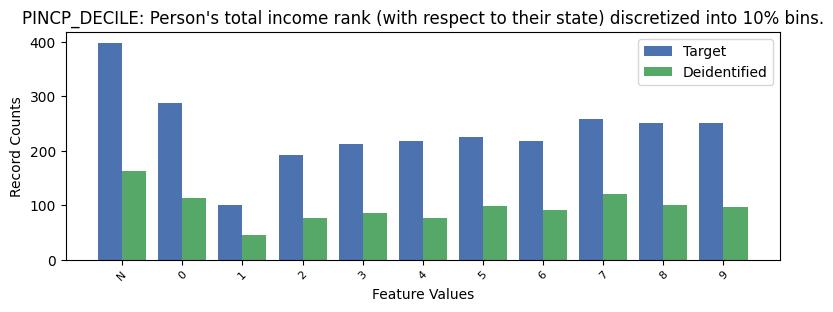 PINCP_DECILE: Person's total income rank (with respect to their state) discretized into 10% bins.
400
300
200
100
0
Record Counts
Target
Deidentified
N 0 1 2 3 4 5 6 7 8 9
Feature Values